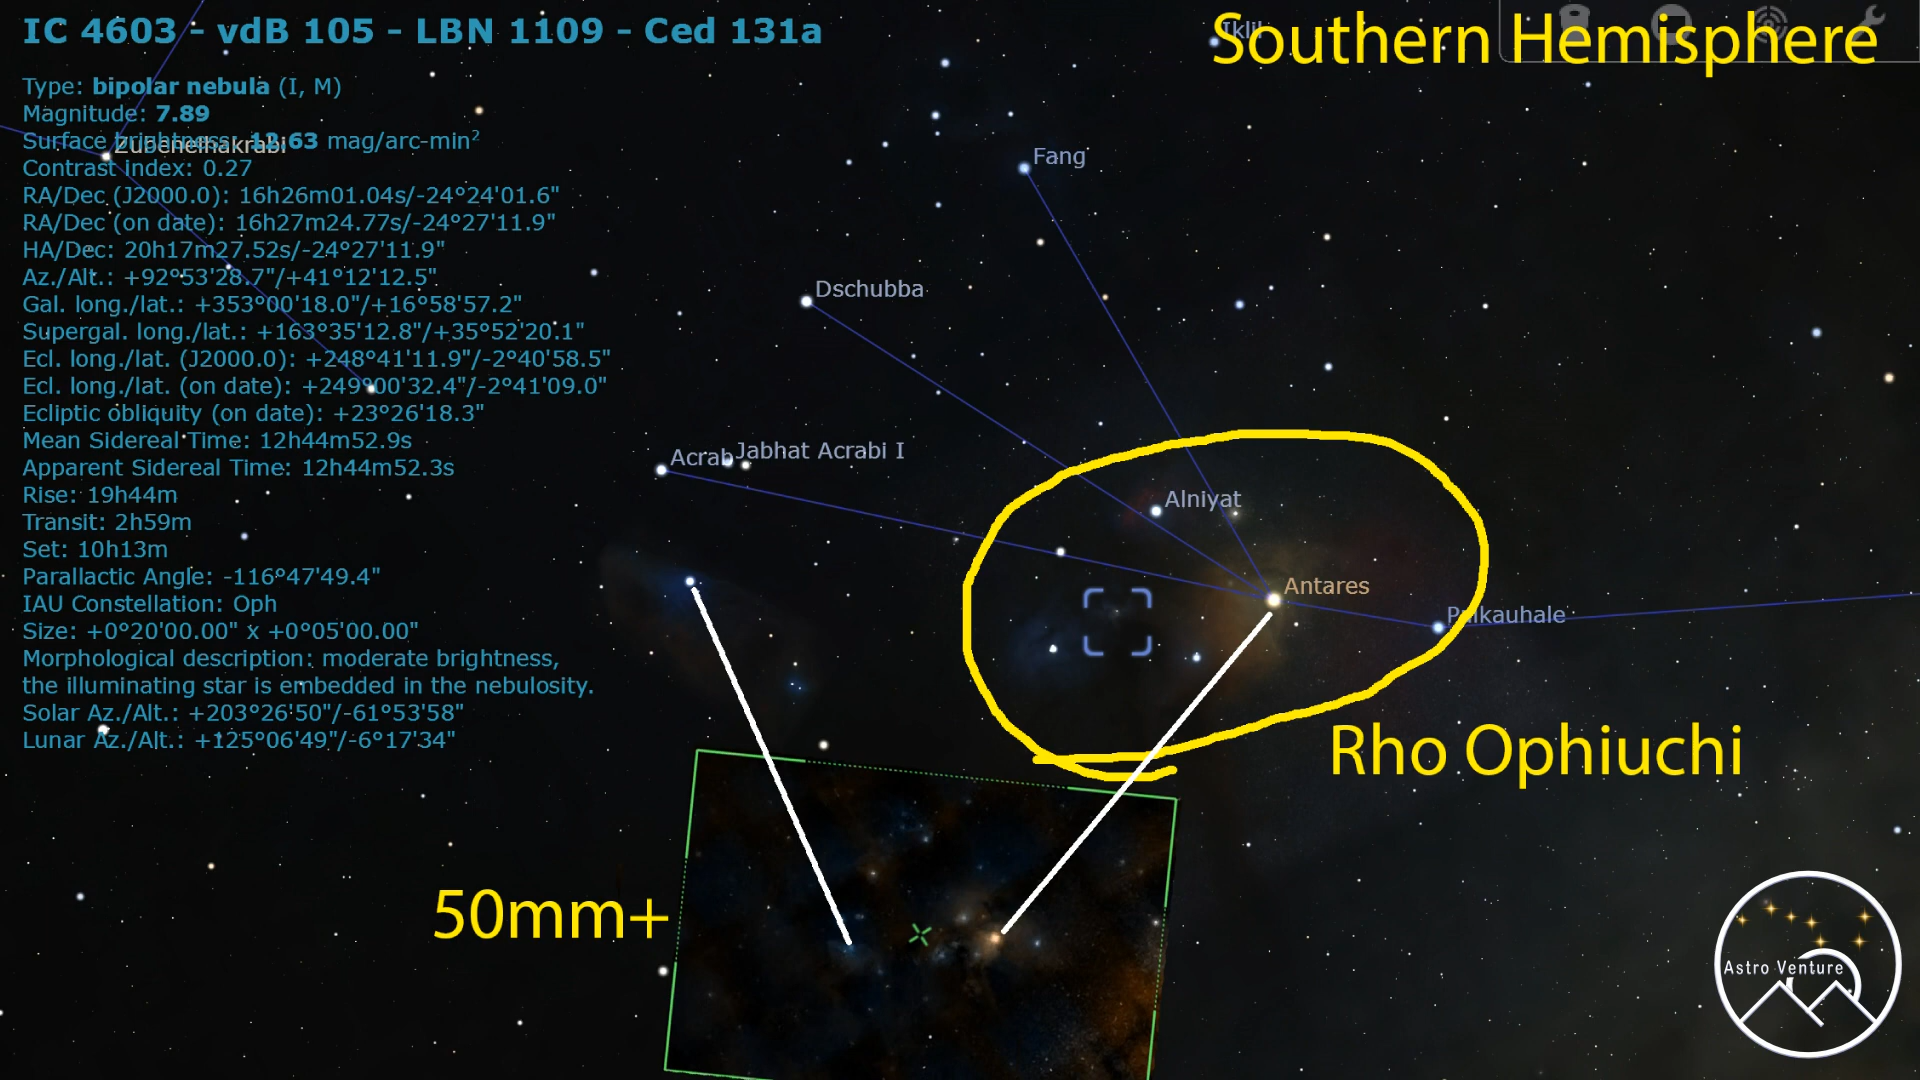 IC 4603 - vdB 105 - LBN 1109 - Ced 131a
Southern Hemisphere
Iklil
Type: bipolar nebula (I, M)
Magnitude: 7.89
Surface brightness: 13.63 mag/arc-min²
Zubenelhakrabi
Contrast index: 0.27
RA/Dec (J2000.0): 16h26m01.04s/-24°24'01.6"
RA/Dec (on date): 16h27m24.77s/-24°27'11.9"
HA/Dec: 20h17m27.52s/-24°27'11.9"
Az./Alt.: +92°53'28.7"/+41°12'12.5"
Gal. long./lat.: +353°00'18.0"/+16°58'57.2"
Supergal. long./lat.: +163°35'12.8"/+35°52'20.1"
Ecl. long./lat. (J2000.0): +248°41'11.9"/-2°40'58.5"
Ecl. long./lat. (on date): +249°00'32.4"/-2°41'09.0"
Ecliptic obliquity (on date): +23°26'18.3"
Mean Sidereal Time: 12h44m52.9s
Apparent Sidereal Time: 12h44m52.3s
Rise: 19h44m
Transit: 2h59m
Set: 10h13m
Parallactic Angle: -116°47'49.4"
IAU Constellation: Oph
Size: +0°20'00.00" x +0°05'00.00"
Morphological description: moderate brightness,
the illuminating star is embedded in the nebulosity.
Solar Az./Alt.: +203°26'50"/-61°53'58"
Lunar Az./Alt.: +125°06'49"/-6°17'34"
Fang
Dschubba
Acrab
Jabhat Acrabi I
Alniyat
Antares
Paikauhale
Rho Ophiuchi
50mm+
Astro Venture